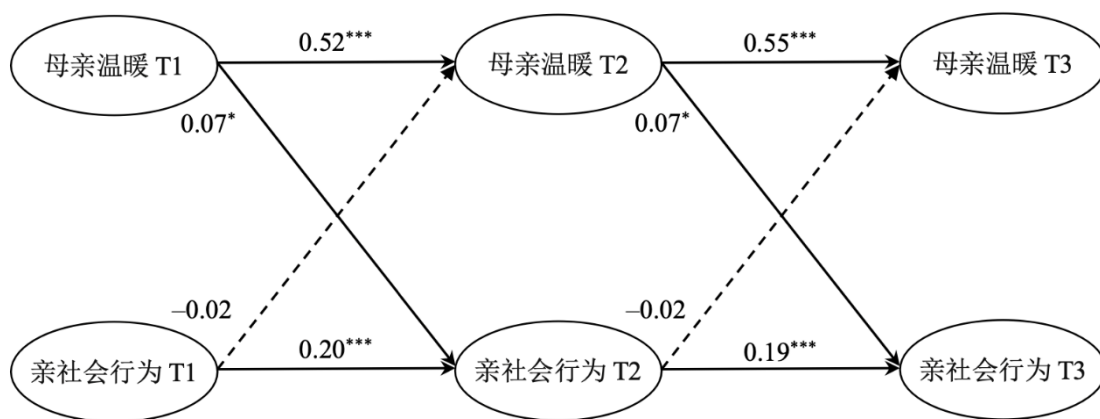 0.52***
0.55***
母亲温暖 T1
母亲温暖 T2
母亲温暖 T3
0.07*
0.07*
–0.02
–0.02
0.20***
0.19***
亲社会行为 T1
亲社会行为 T2
亲社会行为 T3